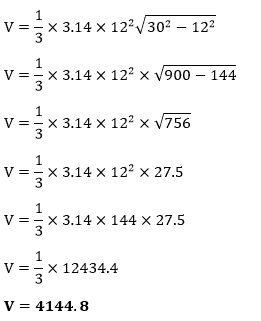 V = 1/3 × 3.14 × 12²√(30² − 12²)
V = 1/3 × 3.14 × 12² × √(900 − 144)
V = 1/3 × 3.14 × 12² × √756
V = 1/3 × 3.14 × 12² × 27.5
V = 1/3 × 3.14 × 144 × 27.5
V = 1/3 × 12434.4
V = 4144.8